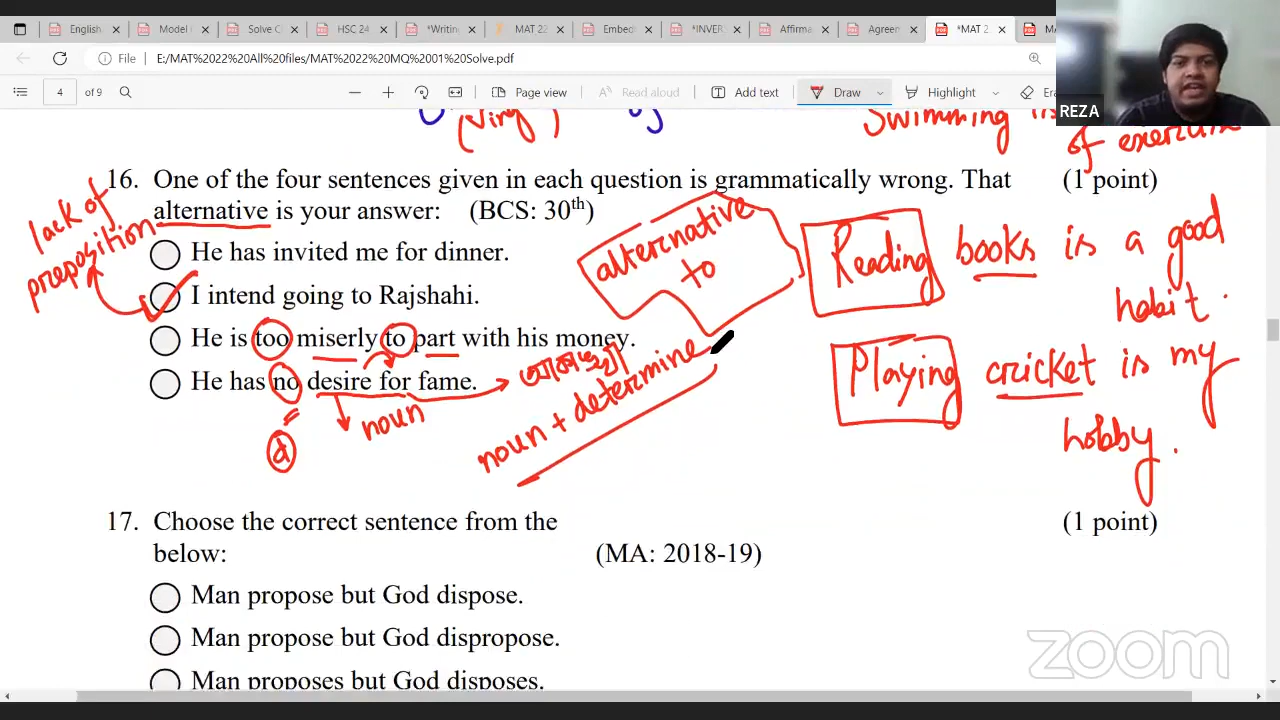 English
Model
Solve C
HSC 24
*Writing
MAT 22
Embed
*INVER
Affirma
Agreem
*MAT 2
File
E:/MAT%2022%20All%20files/MAT%2022%20MQ%2001%20Solve.pdf
4 of 9
Page view
Read aloud
Add text
Draw
Highlight
Erase
REZA
(Ving)
Swimming is
of exercise
16. One of the four sentences given in each question is grammatically wrong. That (1 point)
alternative is your answer: (BCS: 30th)
lack of
preposition
He has invited me for dinner.
I intend going to Rajshahi.
He is too miserly to part with his money.
He has no desire for fame.
alternative
to
Reading books is a good
habit.
Playing cricket is my
hobby.
noun
noun + determine
d
17. Choose the correct sentence from the (1 point)
below: (MA: 2018-19)
Man propose but God dispose.
Man propose but God dispropose.
Man proposes but God disposes.
zoom